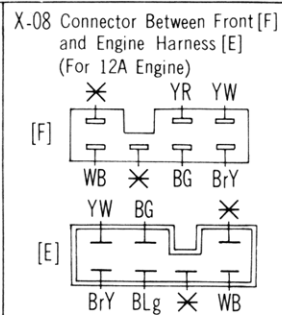 X-08 Connector Between Front [F]
and Engine Harness [E]
(For 12A Engine)
YR YW
[F]
WB BG BrY
YW BG
[E]
BrY BLg WB